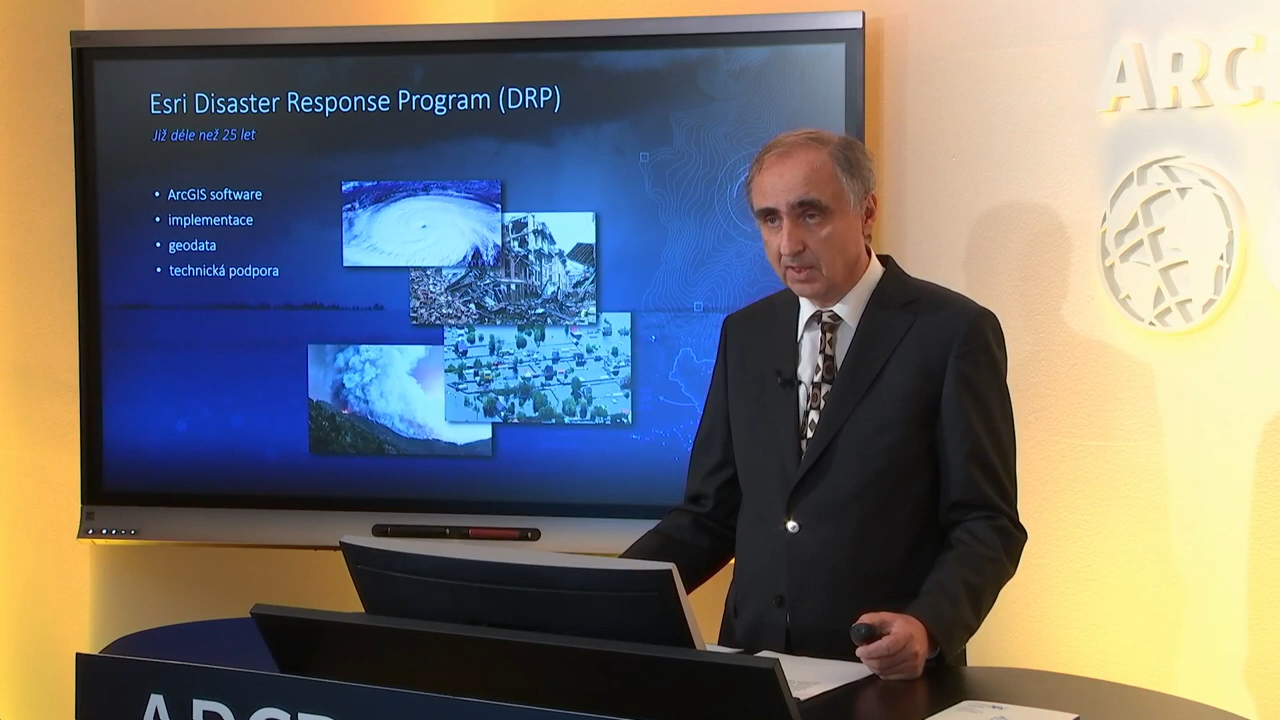 Esri Disaster Response Program (DRP)
Již déle než 25 let
• ArcGIS software
• implementace
• geodata
• technická podpora
ARC